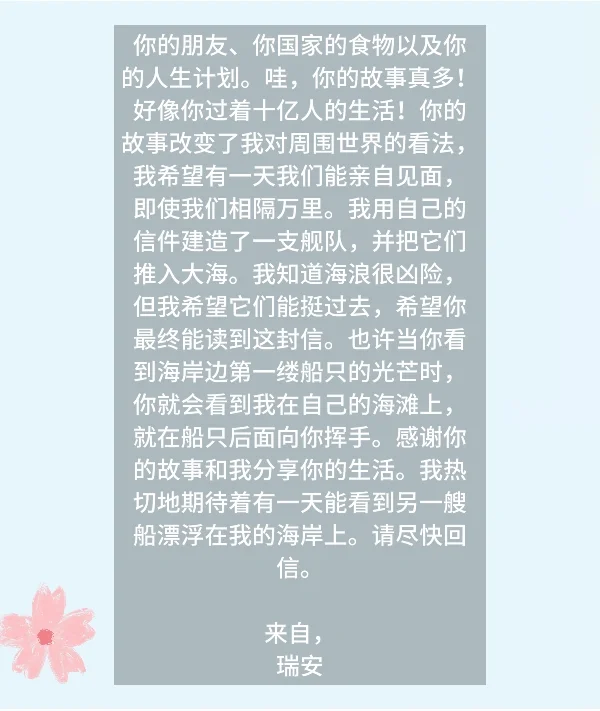 你的朋友、你国家的食物以及你
的人生计划。哇，你的故事真多！
好像你过着十亿人的生活！你的
故事改变了我对周围世界的看法，
我希望有一天我们能亲自见面，
即使我们相隔万里。我用自己的
信件建造了一支舰队，并把它们
推入大海。我知道海浪很凶险，
但我希望它们能挺过去，希望你
最终能读到这封信。也许当你看
到海岸边第一缕船只的光芒时，
你就会看到我在自己的海滩上，
就在船只后面向你挥手。感谢你
的故事和我分享你的生活。我热
切地期待着有一天能看到另一艘
船漂浮在我的海岸上。请尽快回
信。
来自，
瑞安